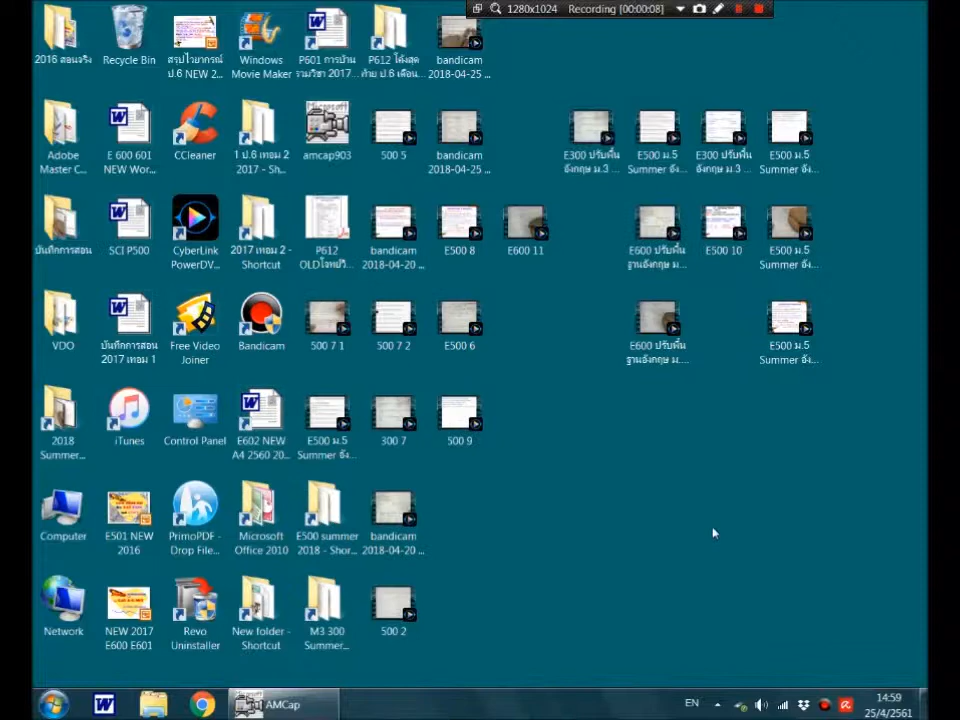 1280x1024 Recording [00:00:08]
2016 สอนจริง
Recycle Bin
สรุปไวยากรณ์ ป.6 NEW 2...
Windows Movie Maker
P601 การบ้าน รวมวิชา 2017...
P612 โค้งสุดท้าย ป.6 เดือน...
bandicam 2018-04-25 ...
Adobe Master C...
E 600 601 NEW Wor...
CCleaner
1 ป.6 เทอม 2 2017 - Sh...
Microsoft
amcap903
500 5
bandicam 2018-04-25 ...
E300 ปรับพื้น อังกฤษ ม.3 ...
E500 ม.5 Summer อัง...
E300 ปรับพื้น อังกฤษ ม.3 ...
E500 ม.5 Summer อัง...
บันทึกการสอน
SCI P500
CyberLink PowerDV...
2017 เทอม 2 - Shortcut
P612 OLDโจทย์วิ...
bandicam 2018-04-20 ...
E500 8
E600 11
E600 ปรับพื้นฐานอังกฤษ ม...
E500 10
E500 ม.5 Summer อัง...
VDO
บันทึกการสอน 2017 เทอม 1
Free Video Joiner
Bandicam
500 7 1
500 7 2
E500 6
E600 ปรับพื้นฐานอังกฤษ ม....
E500 ม.5 Summer อัง...
2018 Summer...
iTunes
Control Panel
E602 NEW A4 2560 20...
E500 ม.5 Summer อัง...
300 7
500 9
Computer
E501 NEW 2016
PrimoPDF - Drop File...
Microsoft Office 2010
E500 summer 2018 - Shor...
bandicam 2018-04-20 ...
Network
NEW 2017 E600 E601
Revo Uninstaller
New folder - Shortcut
M3 300 Summer...
500 2
AMCap
EN
14:59
25/4/2561